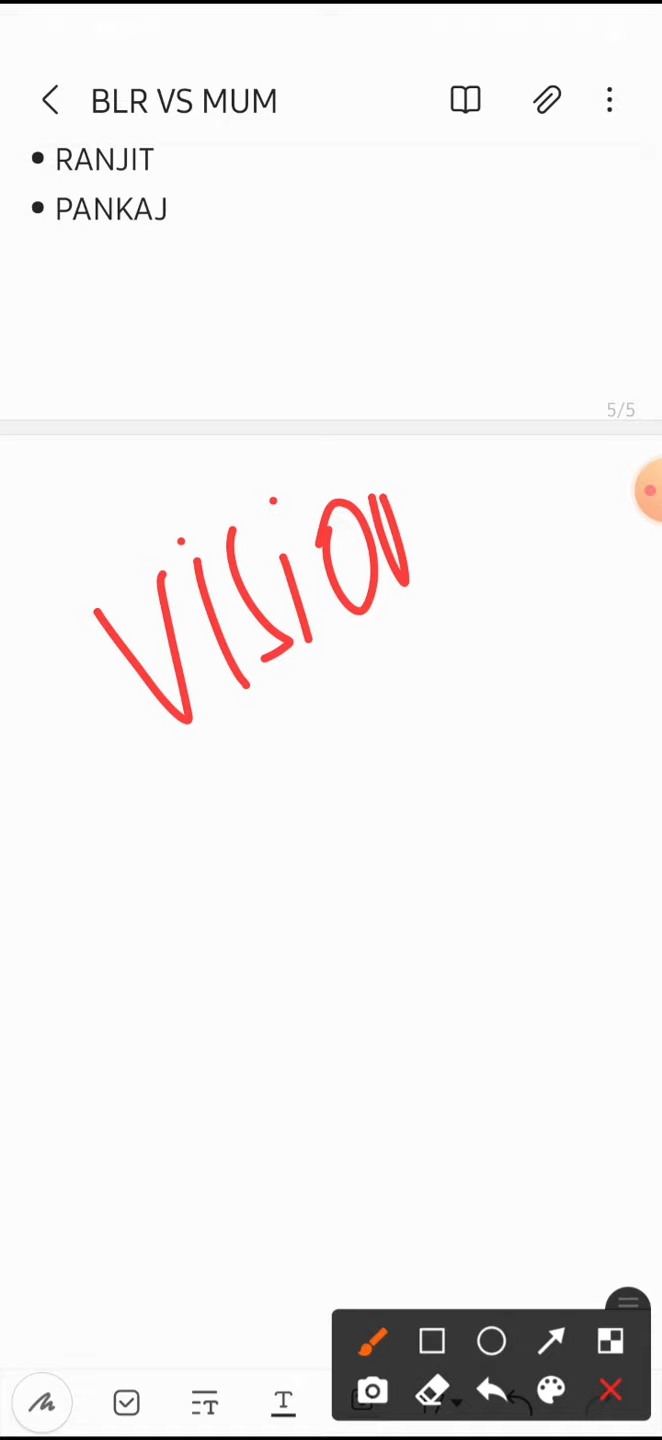 BLR VS MUM
• RANJIT
• PANKAJ
5/5
VISION
T
T